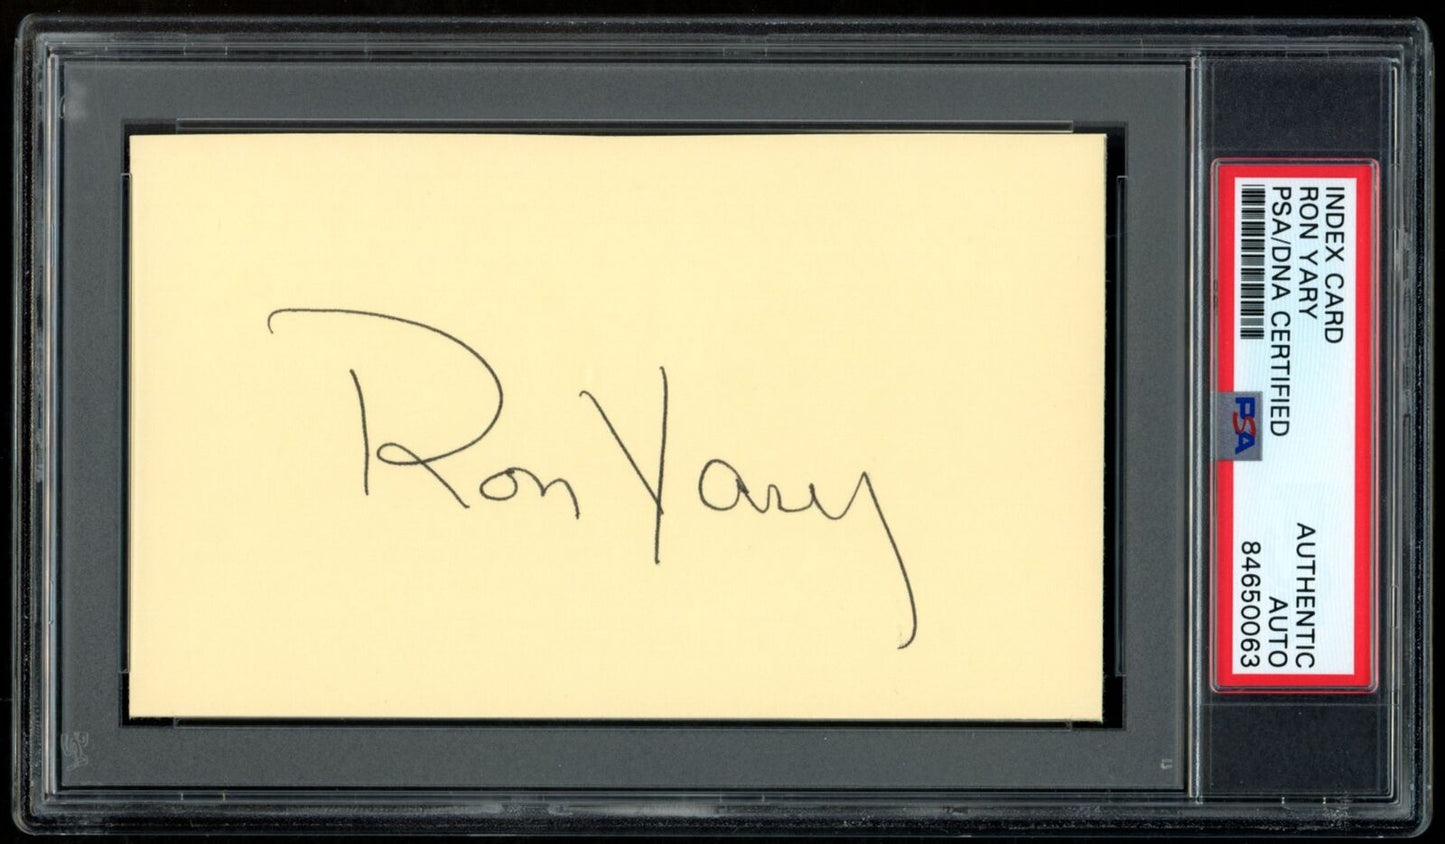 Ron Yary
INDEX CARD
RON YARY
PSA/DNA CERTIFIED
PSA
AUTHENTIC
AUTO
84650063